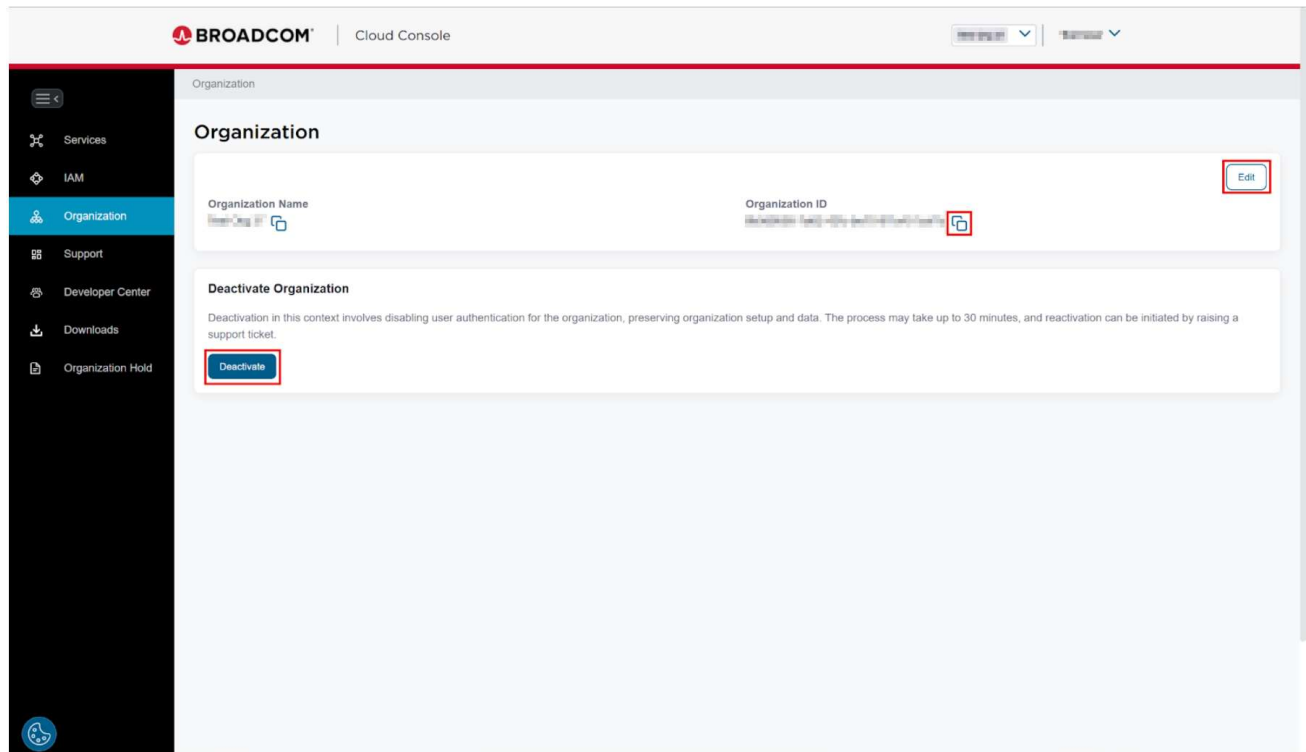 BROADCOM
Cloud Console
Organization
Services
IAM
Organization
Support
Developer Center
Downloads
Organization Hold
Organization
Edit
Organization Name
Organization ID
Deactivate Organization
Deactivation in this context involves disabling user authentication for the organization, preserving organization setup and data. The process may take up to 30 minutes, and reactivation can be initiated by raising a
support ticket.
Deactivate